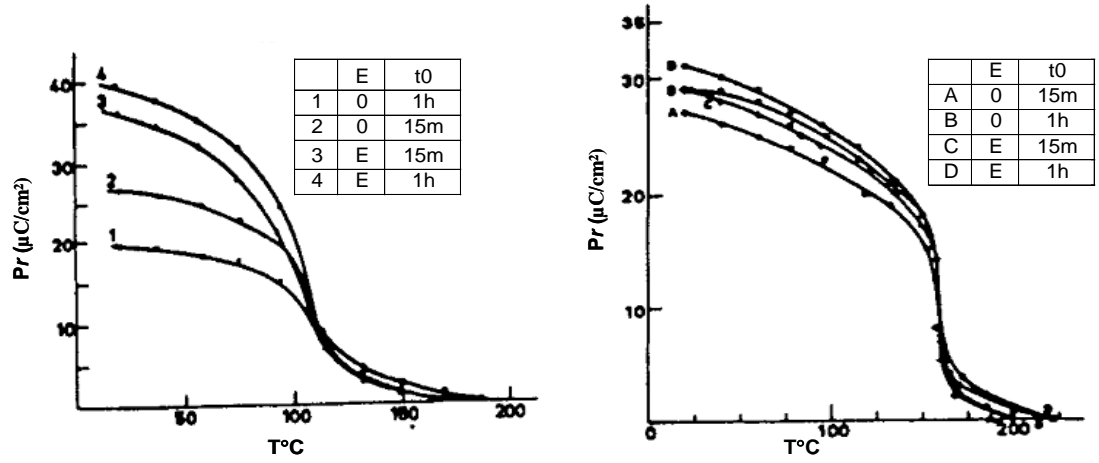 4
40
3
30
2
20
1
10
50
100
150
200
Pr (µC/cm²)
T°C
E t0
1 0 1h
2 0 15m
3 E 15m
4 E 1h
35
30
20
10
0
100
200
Pr (µC/cm²)
T°C
D
B
C
A
E t0
A 0 15m
B 0 1h
C E 15m
D E 1h